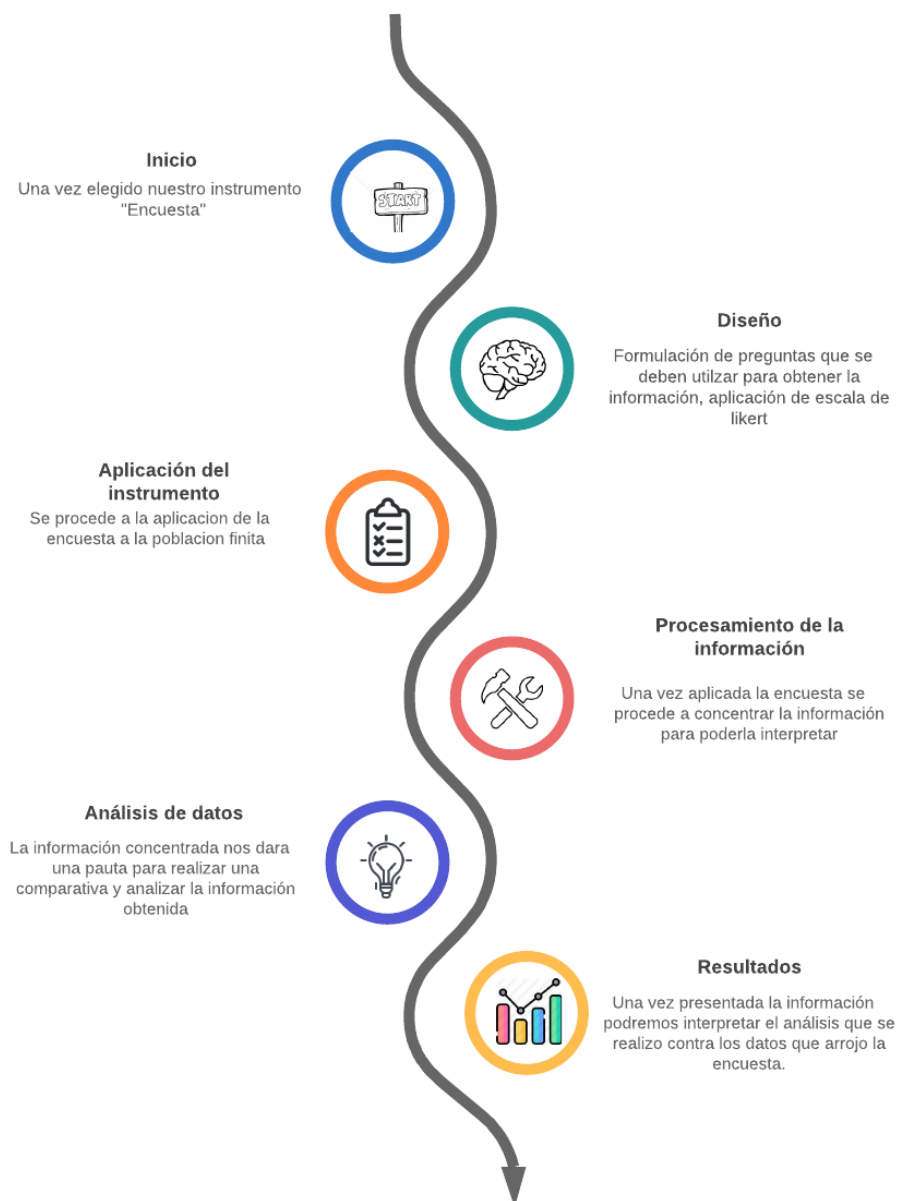 Inicio
Una vez elegido nuestro instrumento
"Encuesta"
START
Diseño
Formulación de preguntas que se
deben utilzar para obtener la
información, aplicación de escala de
likert
Aplicación del
instrumento
Se procede a la aplicacion de la
encuesta a la poblacion finita
Procesamiento de la
información
Una vez aplicada la encuesta se
procede a concentrar la información
para poderla interpretar
Análisis de datos
La información concentrada nos dara
una pauta para realizar una
comparativa y analizar la información
obtenida
Resultados
Una vez presentada la información
podremos interpretar el análisis que se
realizo contra los datos que arrojo la
encuesta.